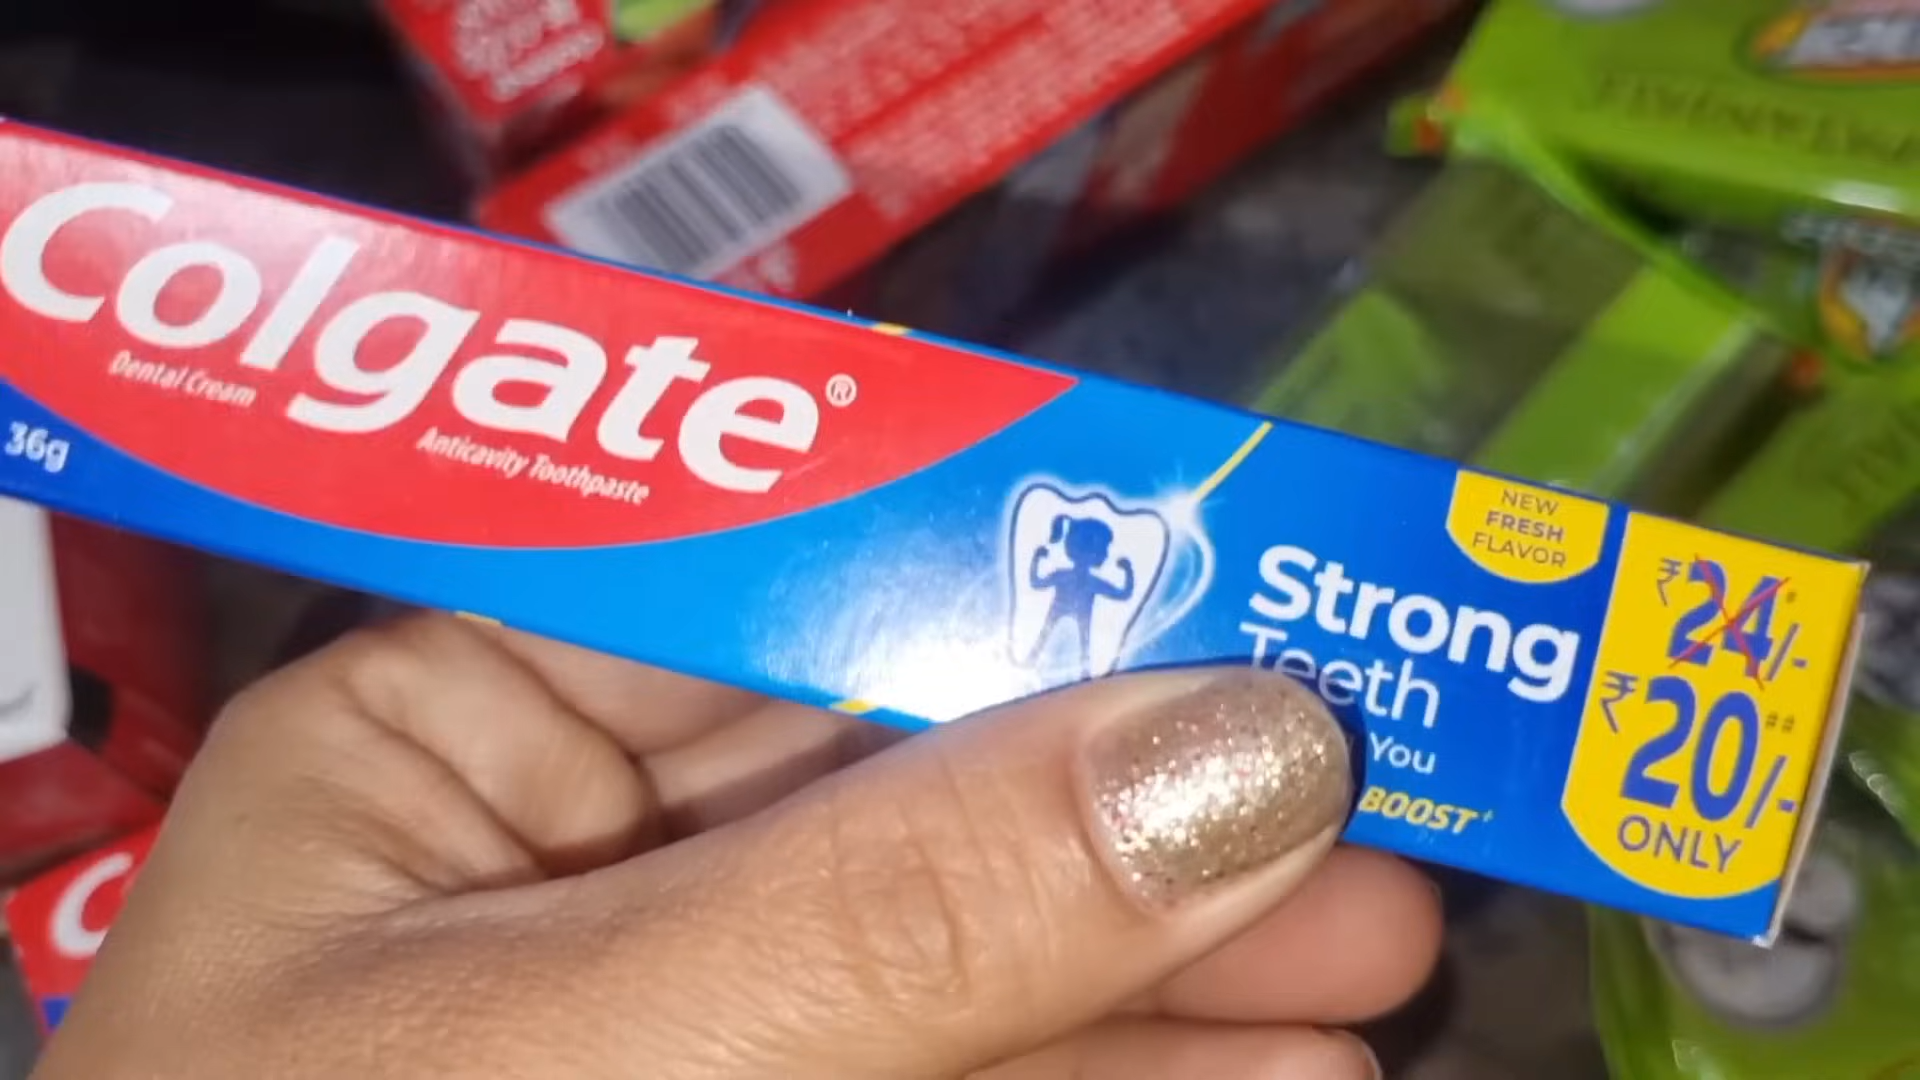 Colgate®
Dental Cream
Anticavity Toothpaste
36g
Strong
Teeth
You
BOOST+
NEW
FRESH
FLAVOR
₹24*/-
₹20##/-
ONLY